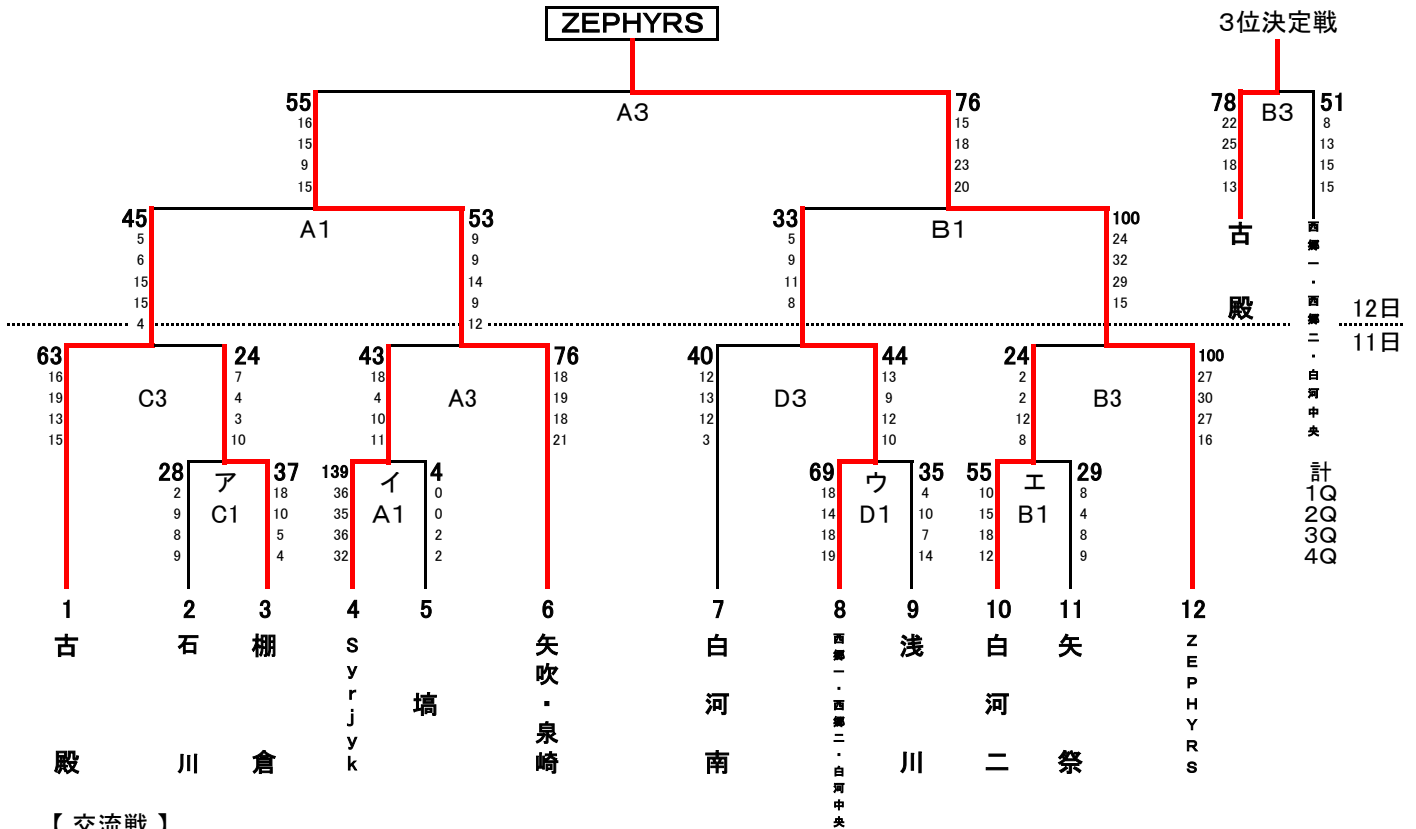 ZEPHYRS 3位決定戦
55 A3 76 78 B3 51
16 15 22 8
15 18 25 13
9 23 18 15
15 20 13 15
45 A1 53 33 B1 100
5 9 5 24
6 9 9 32
15 14 11 29
15 9 8 15
4 12
古殿 西郷一・西郷二・白河中央
12日
11日
63 C3 24 43 A3 76 40 D3 44 24 B3 100
16 7 18 18 12 13 2 27
19 4 4 19 13 9 2 30
13 3 10 18 12 12 12 27
15 10 11 21 3 10 8 16
28 ア 37 139 イ 4 69 ウ 35 55 エ 29 計
2 C1 18 36 A1 0 18 D1 4 10 B1 8 1Q
9 10 35 0 14 10 15 4 2Q
8 5 36 2 18 7 18 8 3Q
9 4 32 2 19 14 12 9 4Q
1 2 3 4 5 6 7 8 9 10 11 12
古殿
石川
棚倉
Syrjyk
塙
矢吹・泉崎
白河南
西郷一・西郷二・白河中央
浅川
白河二
矢祭
ZEPHYRS
【 交流戦 】